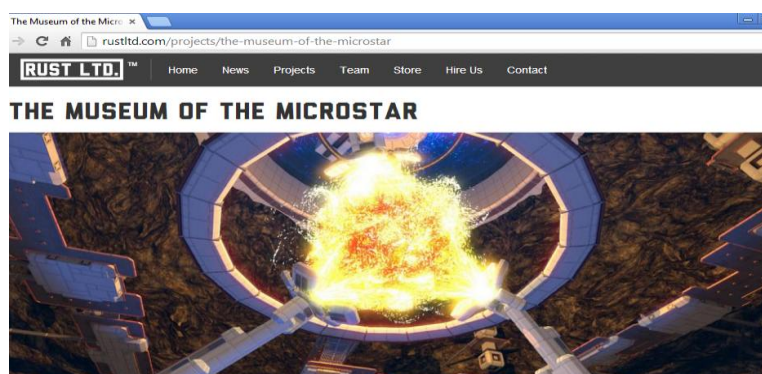 The Museum of the Micro
rustltd.com/projects/the-museum-of-the-microstar
RUST LTD.™ Home News Projects Team Store Hire Us Contact
THE MUSEUM OF THE MICROSTAR